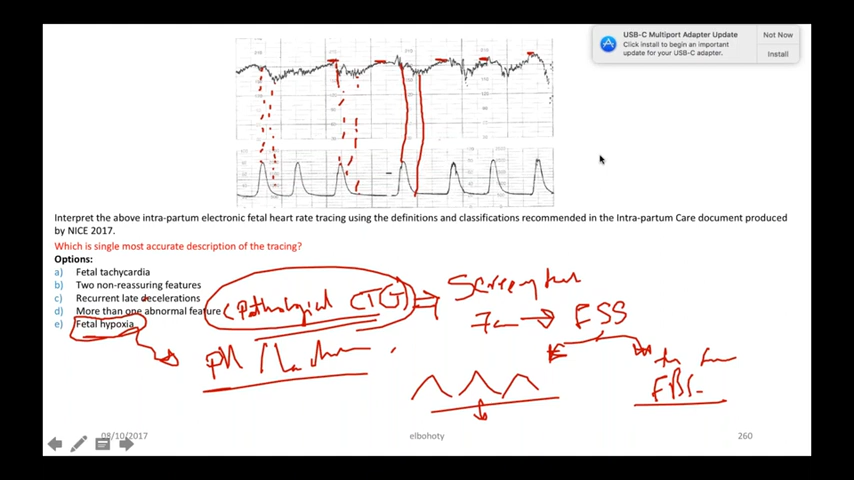 USB-C Multiport Adapter Update
Click install to begin an important
update for your USB-C adapter.
Not Now
Install
Interpret the above intra-partum electronic fetal heart rate tracing using the definitions and classifications recommended in the Intra-partum Care document produced
by NICE 2017.
Which is single most accurate description of the tracing?
Options:
a) Fetal tachycardia
b) Two non-reassuring features
c) Recurrent late decelerations
d) More than one abnormal feature
e) Fetal hypoxia
Pathological CTG
FSS
PH
FBS
08/10/2017
elbohoty
260